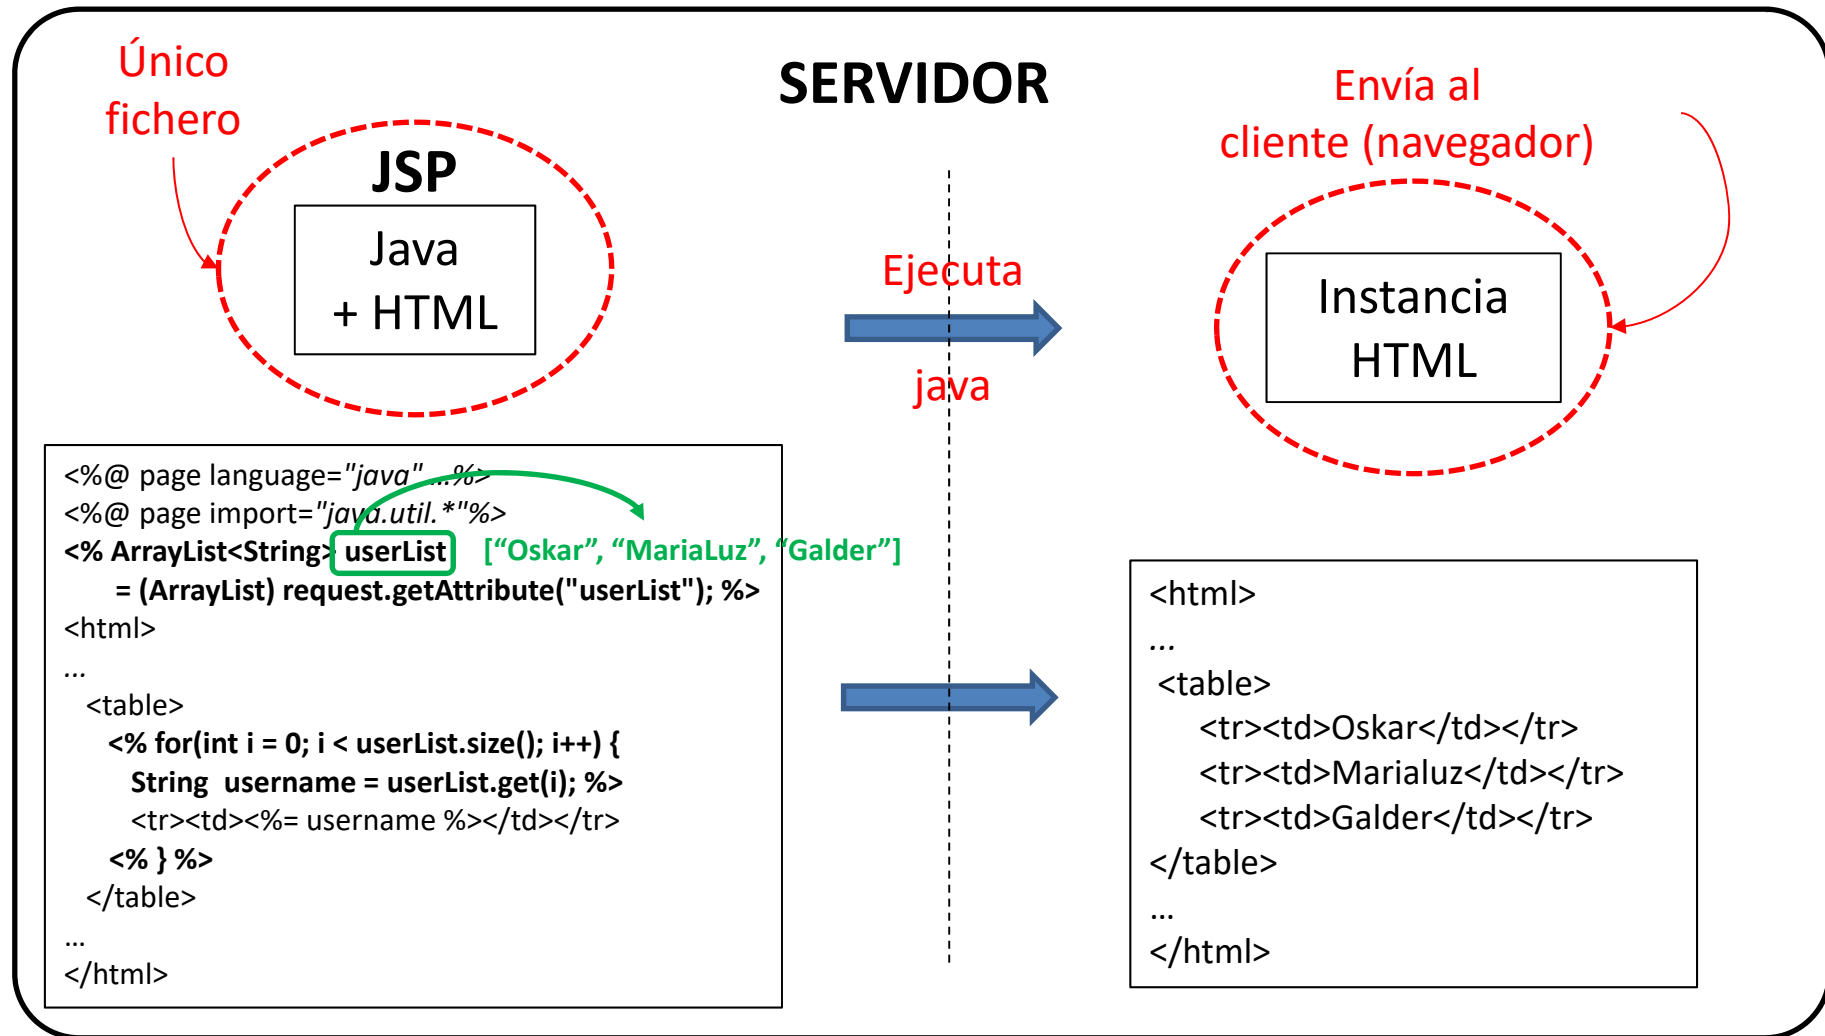 Único
fichero
SERVIDOR
Envía al
cliente (navegador)
JSP
Java
+ HTML
Ejecuta
java
Instancia
HTML
<%@ page language="java" ...%>
<%@ page import="java.util.*"%>
<% ArrayList<String> userList
[“Oskar”, “MariaLuz”, “Galder”]
= (ArrayList) request.getAttribute("userList"); %>
<html>
...
<table>
<% for(int i = 0; i < userList.size(); i++) {
String  username = userList.get(i); %>
<tr><td><%= username %></td></tr>
<% } %>
</table>
...
</html>
<html>
...
<table>
<tr><td>Oskar</td></tr>
<tr><td>Marialuz</td></tr>
<tr><td>Galder</td></tr>
</table>
...
</html>